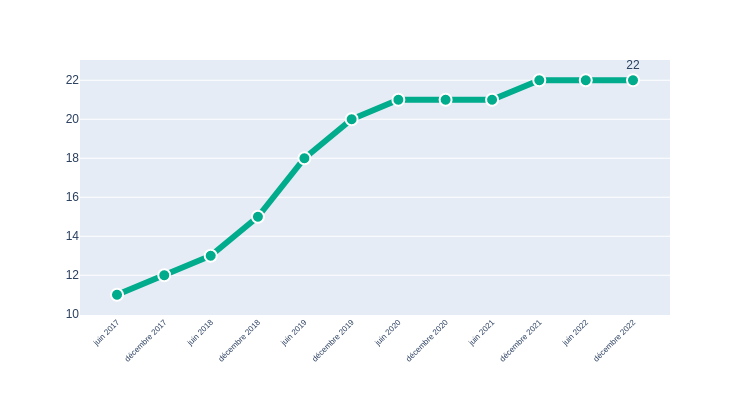 22
22
20
18
16
14
12
10
juin 2017
décembre 2017
juin 2018
décembre 2018
juin 2019
décembre 2019
juin 2020
décembre 2020
juin 2021
décembre 2021
juin 2022
décembre 2022